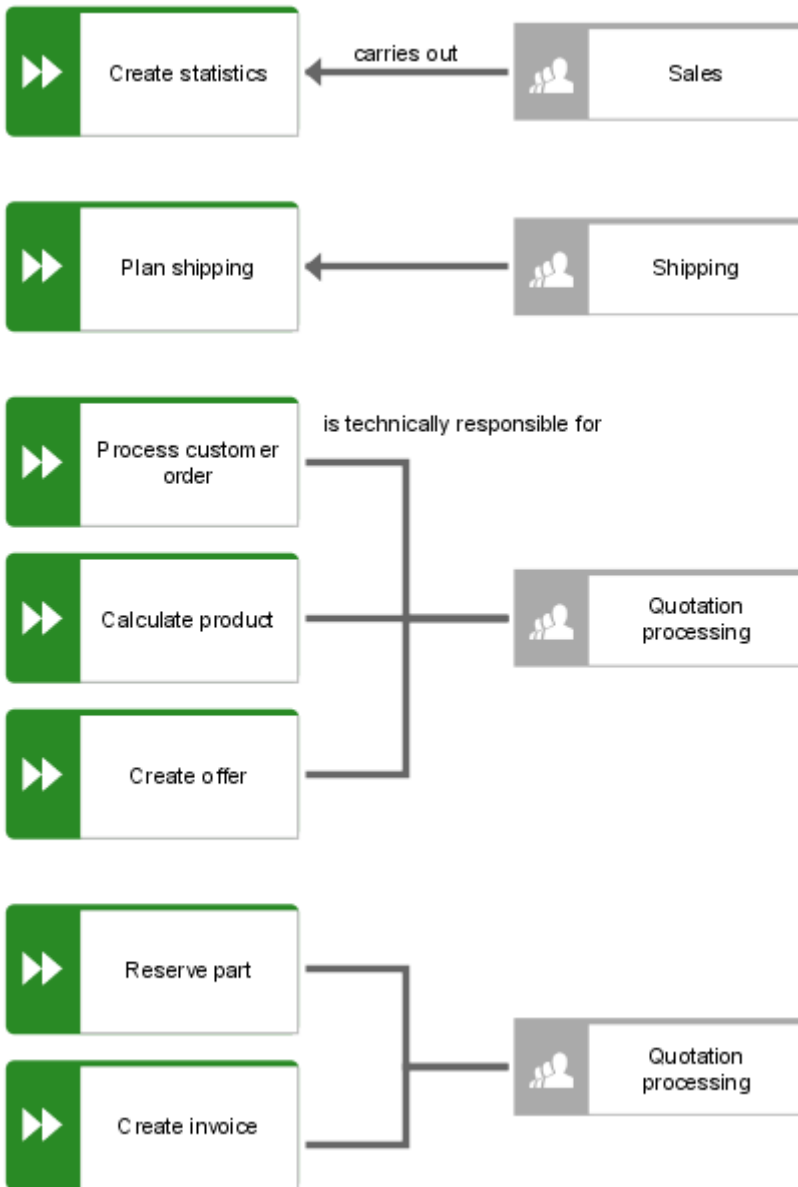 Create statistics
carries out
Sales
Plan shipping
Shipping
Process customer
order
is technically responsible for
Calculate product
Quotation
processing
Create offer
Reserve part
Quotation
processing
Create invoice